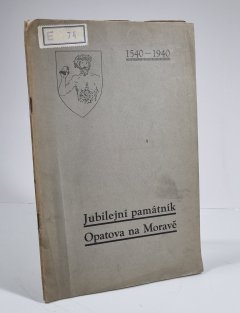 E 74
1540–1940
Jubilejní památník
Opatova na Moravě